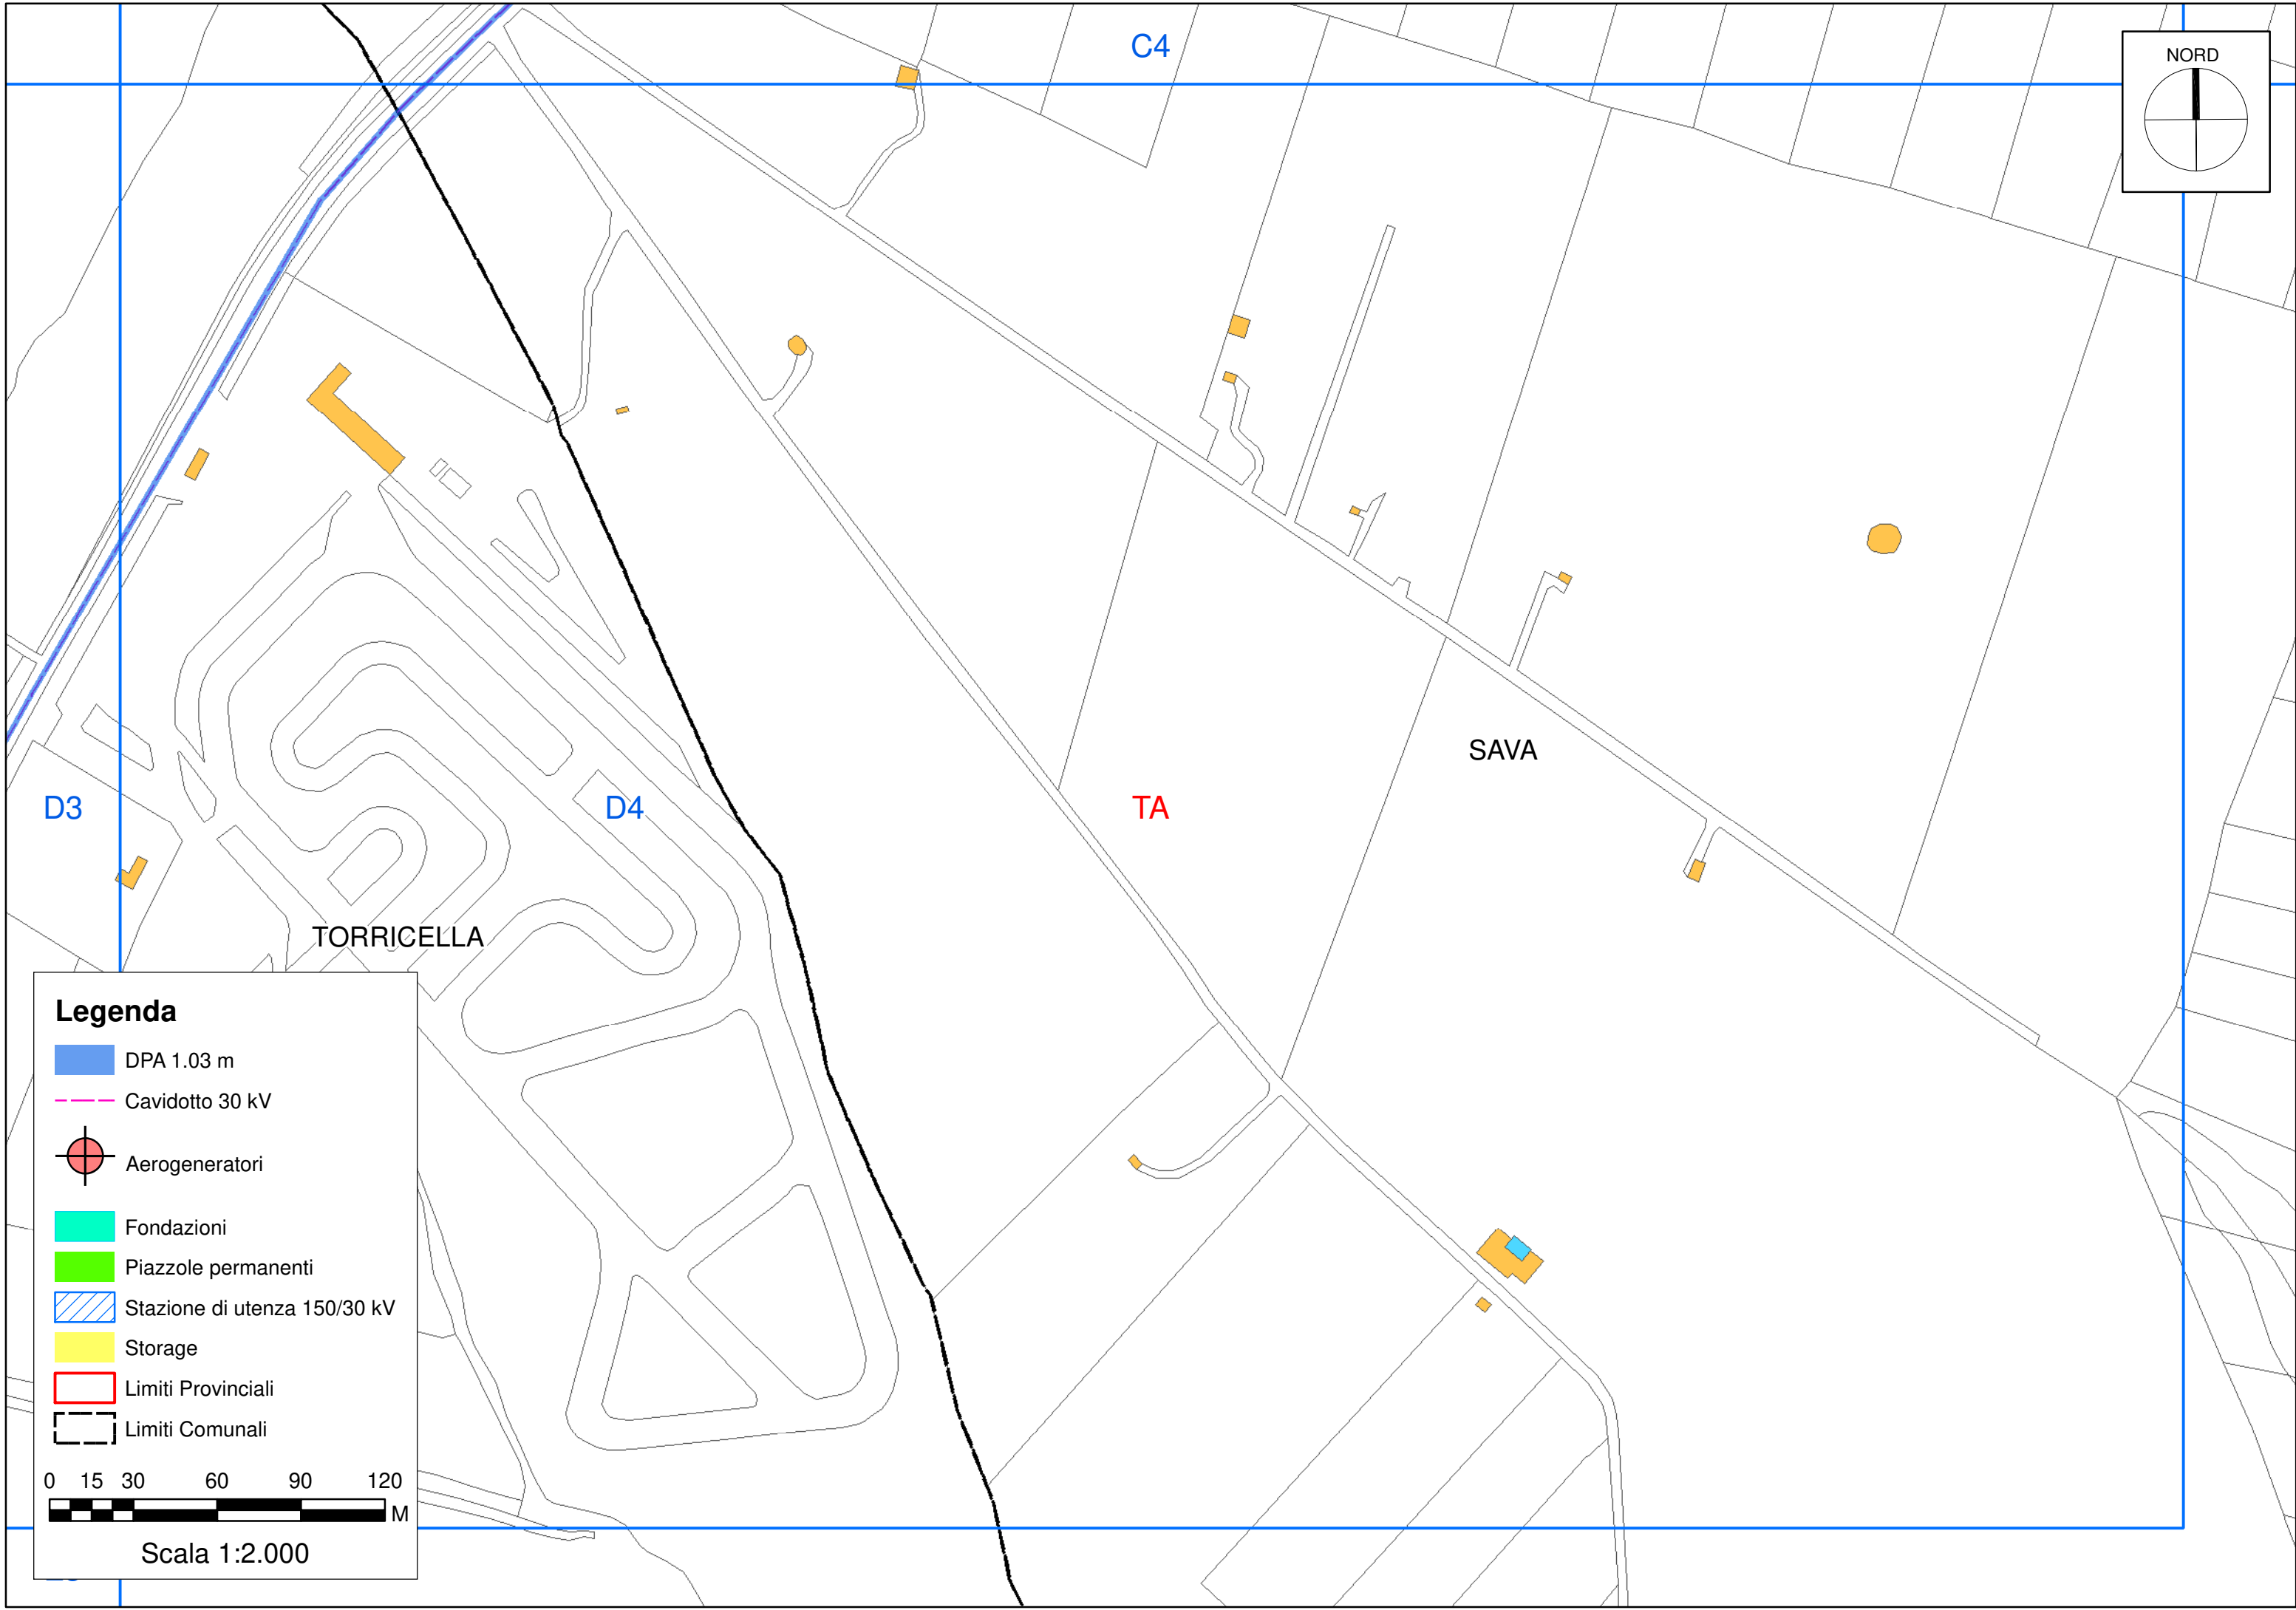 C4
NORD
SAVA
D3
D4
TA
TORRICELLA
Legenda
DPA 1.03 m
Cavidotto 30 kV
Aerogeneratori
Fondazioni
Piazzole permanenti
Stazione di utenza 150/30 kV
Storage
Limiti Provinciali
Limiti Comunali
0 15 30 60 90 120
M
Scala 1:2.000